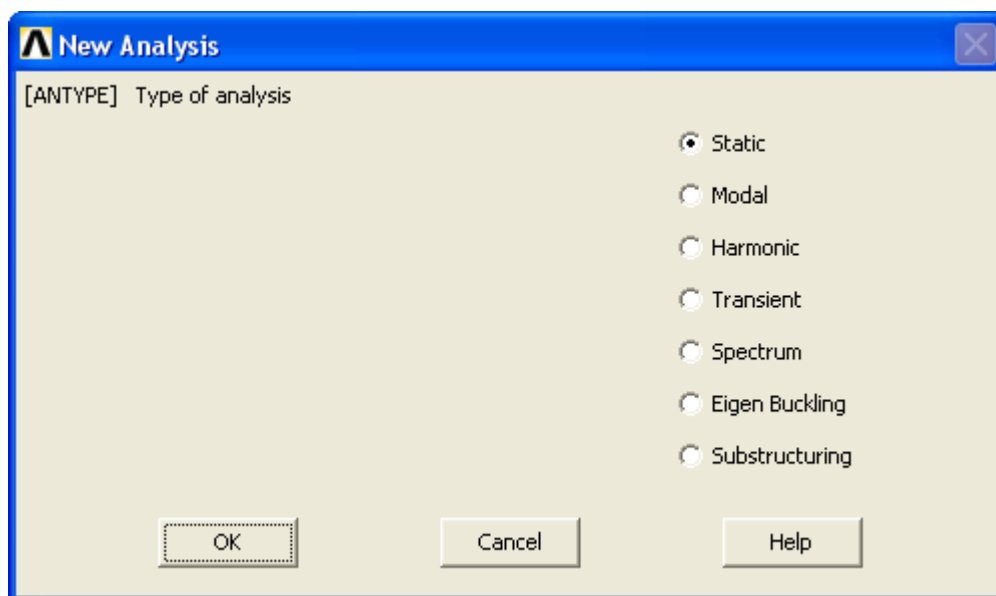 New Analysis
[ANTYPE] Type of analysis
Static
Modal
Harmonic
Transient
Spectrum
Eigen Buckling
Substructuring
OK Cancel Help